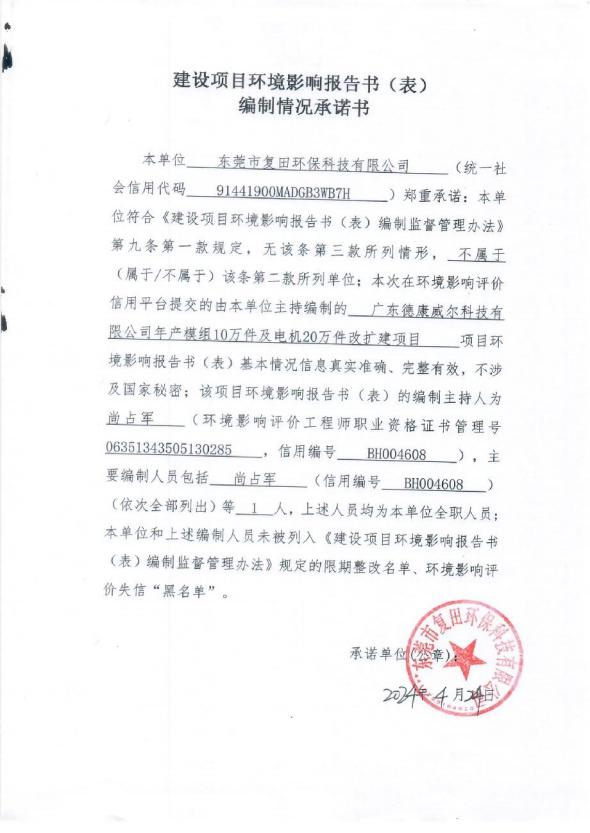 建设项目环境影响报告书（表）
编制情况承诺书
本单位 东莞市复田环保科技有限公司 （统一社
会信用代码 91441900MADGB3WB7H ）郑重承诺：本单
位符合《建设项目环境影响报告书（表）编制监督管理办法》
第九条第一款规定，无该条第三款所列情形，不属于
（属于/不属于）该条第二款所列单位；本次在环境影响评价
信用平台提交的由本单位主持编制的 广东德康威尔科技有
限公司年产模组10万件及电机20万件改扩建项目 项目环
境影响报告书（表）基本情况信息真实准确、完整有效，不涉
及国家秘密；该项目环境影响报告书（表）的编制主持人为
尚占军 （环境影响评价工程师职业资格证书管理号
06351343505130285 ，信用编号 BH004608 ），主
要编制人员包括 尚占军 （信用编号 BH004608 ）
（依次全部列出）等 1 人，上述人员均为本单位全职人员；
本单位和上述编制人员未被列入《建设项目环境影响报告书
（表）编制监督管理办法》规定的限期整改名单、环境影响评
价失信“黑名单”。
承诺单位(公章)：
2024年4月24日
东莞市复田环保科技有限公司